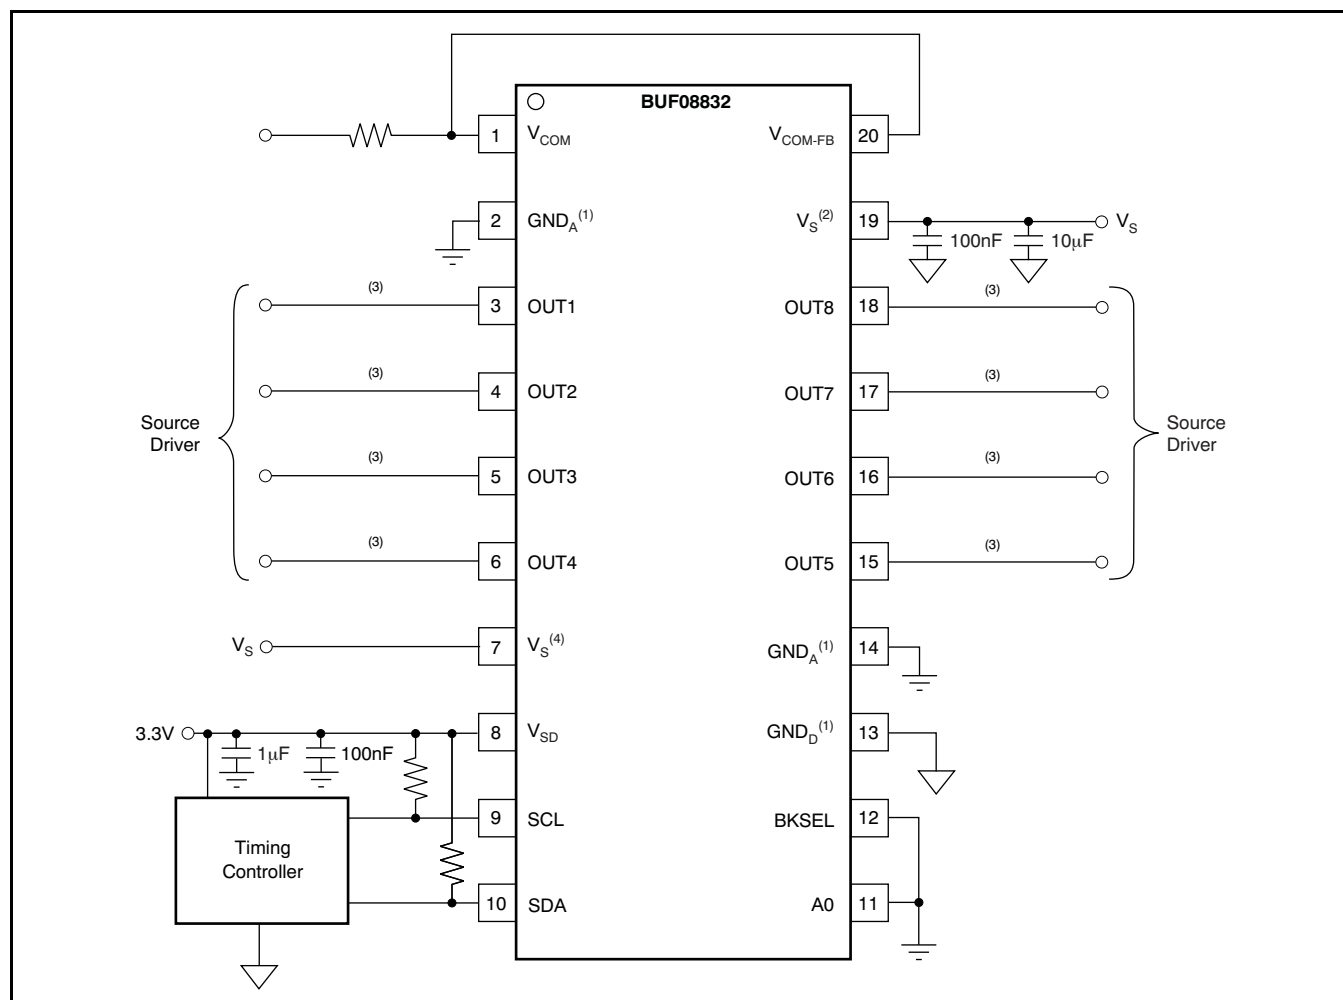 BUF08832
1 V_COM
V_COM-FB 20
2 GND_A^(1)
V_S^(2) 19
V_S
100nF
10μF
(3)
3 OUT1
OUT8 18
(3)
(3)
4 OUT2
OUT7 17
(3)
Source
Driver
Source
Driver
(3)
5 OUT3
OUT6 16
(3)
(3)
6 OUT4
OUT5 15
(3)
V_S
7 V_S^(4)
GND_A^(1) 14
3.3V
1μF
100nF
8 V_SD
GND_D^(1) 13
Timing
Controller
9 SCL
BKSEL 12
10 SDA
A0 11